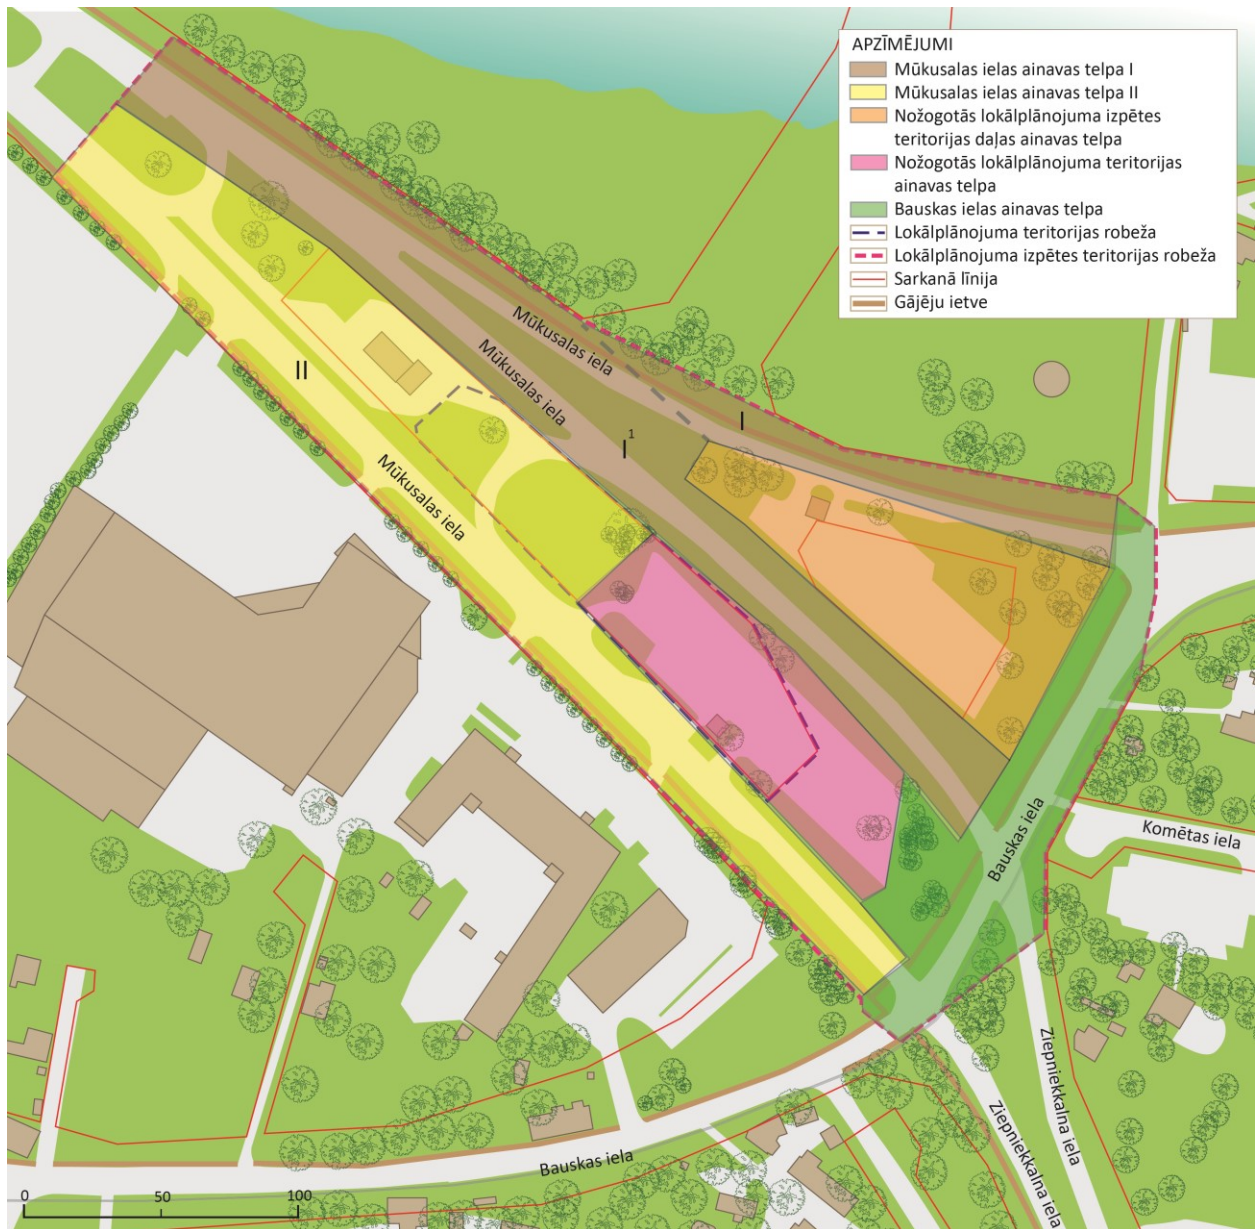 APZĪMĒJUMI
Mūkusalas ielas ainavas telpa I
Mūkusalas ielas ainavas telpa II
Nožogotās lokālplānojuma izpētes
teritorijas daļas ainavas telpa
Nožogotās lokālplānojuma teritorijas
ainavas telpa
Bauskas ielas ainavas telpa
Lokālplānojuma teritorijas robeža
Lokālplānojuma izpētes teritorijas robeža
Sarkanā līnija
Gājēju ietve
Mūkusalas iela
Mūkusalas iela
II
I
I¹
Mūkusalas iela
Bauskas iela
Komētas iela
Ziepniekkalna iela
Ziepniekkalna iela
Bauskas iela
0 50 100